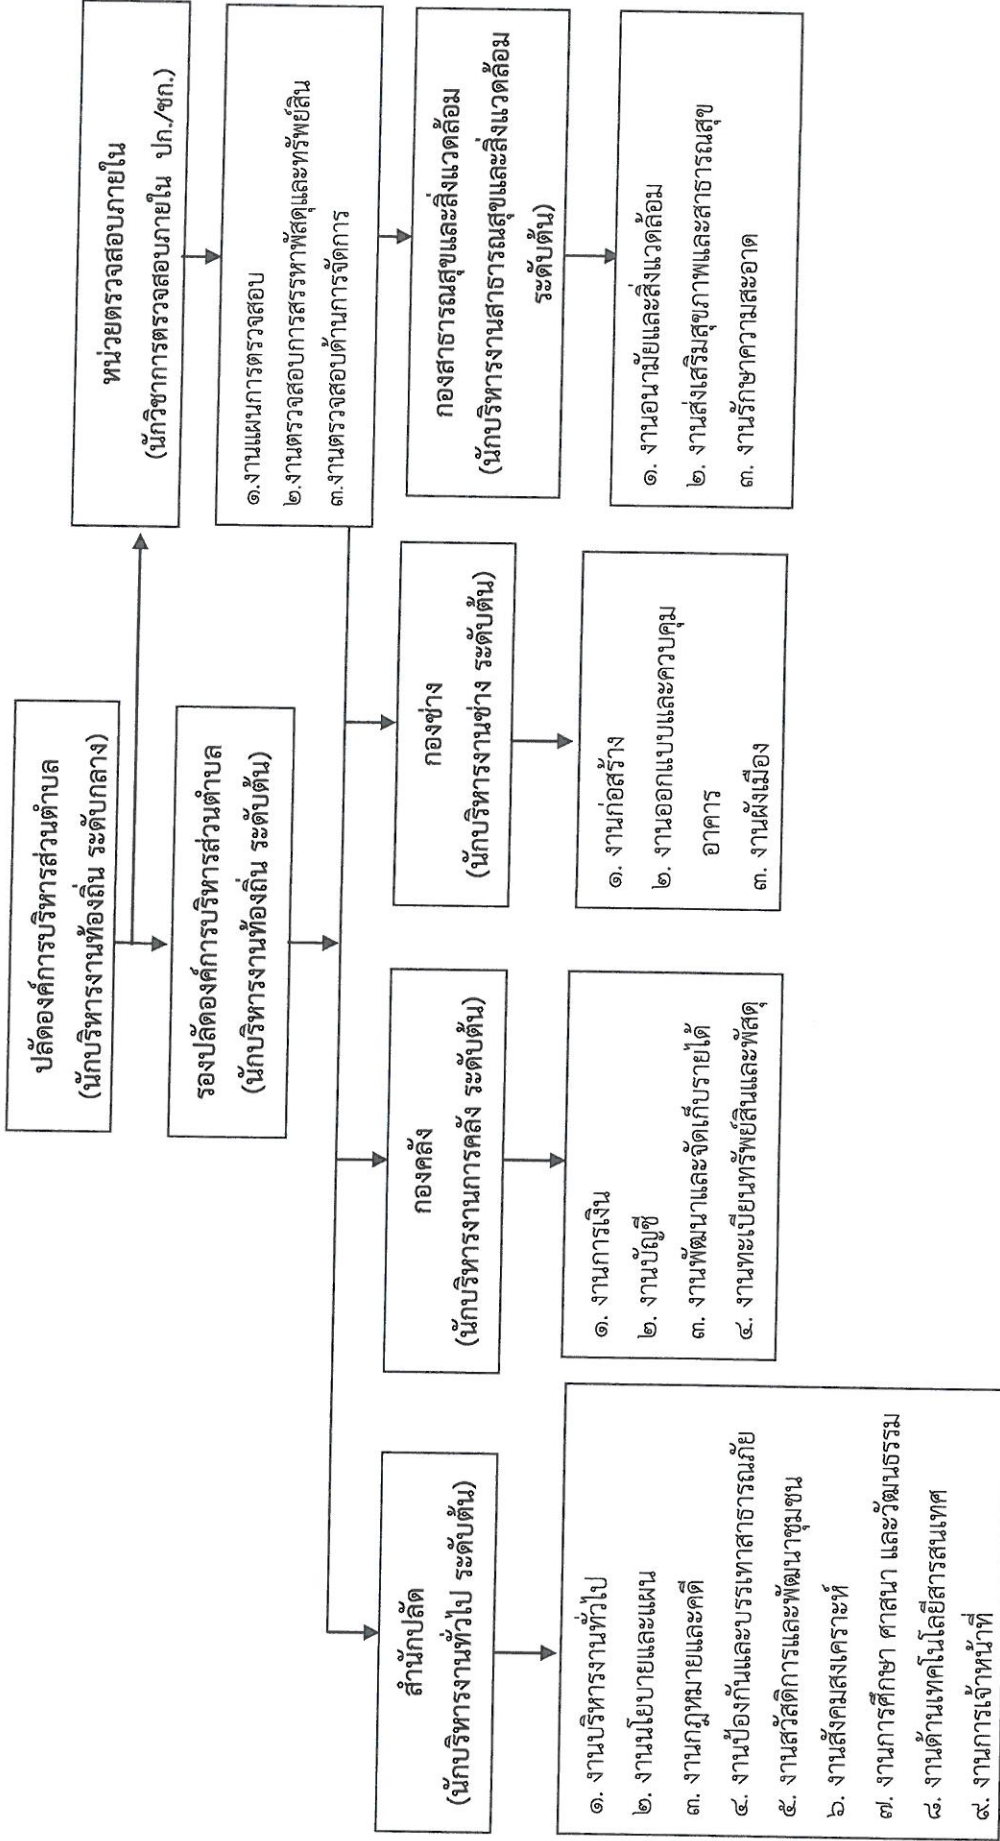 ปลัดองค์การบริหารส่วนตำบล
(นักบริหารงานท้องถิ่น ระดับกลาง)
หน่วยตรวจสอบภายใน
(นักวิชาการตรวจสอบภายใน ปก./ชก.)
รองปลัดองค์การบริหารส่วนตำบล
(นักบริหารงานท้องถิ่น ระดับต้น)
๑.งานแผนการตรวจสอบ
๒.งานตรวจสอบการสรรหาพัสดุและทรัพย์สิน
๓.งานตรวจสอบด้านการจัดการ
สำนักปลัด
(นักบริหารงานทั่วไป ระดับต้น)
กองคลัง
(นักบริหารงานการคลัง ระดับต้น)
กองช่าง
(นักบริหารงานช่าง ระดับต้น)
กองสาธารณสุขและสิ่งแวดล้อม
(นักบริหารงานสาธารณสุขและสิ่งแวดล้อม
ระดับต้น)
๑. งานบริหารงานทั่วไป
๒. งานนโยบายและแผน
๓. งานกฎหมายและคดี
๔. งานป้องกันและบรรเทาสาธารณภัย
๕. งานสวัสดิการและพัฒนาชุมชน
๖. งานสังคมสงเคราะห์
๗. งานการศึกษา ศาสนา และวัฒนธรรม
๘. งานด้านเทคโนโลยีสารสนเทศ
๙. งานการเจ้าหน้าที่
๑. งานการเงิน
๒. งานบัญชี
๓. งานพัฒนาและจัดเก็บรายได้
๔. งานทะเบียนทรัพย์สินและพัสดุ
๑. งานก่อสร้าง
๒. งานออกแบบและควบคุม
อาคาร
๓. งานผังเมือง
๑. งานอนามัยและสิ่งแวดล้อม
๒. งานส่งเสริมสุขภาพและสาธารณสุข
๓. งานรักษาความสะอาด